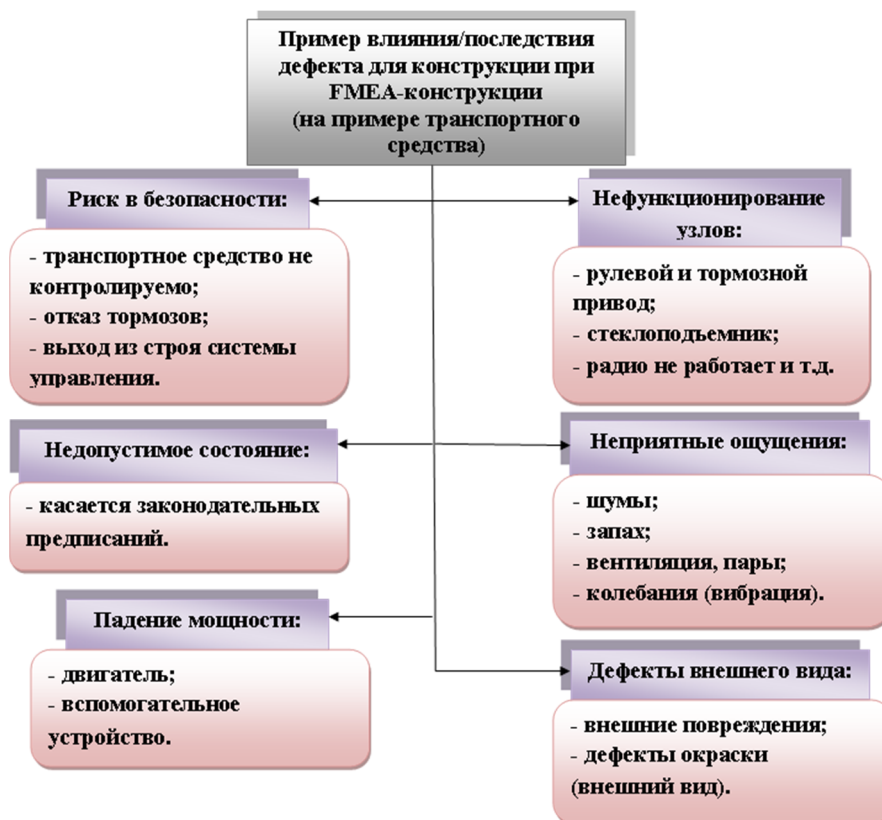 Пример влияния/последствия
дефекта для конструкции при
FMEA-конструкции
(на примере транспортного
средства)
Риск в безопасности:
- транспортное средство не
контролируемо;
- отказ тормозов;
- выход из строя системы
управления.
Нефункционирование
узлов:
- рулевой и тормозной
привод;
- стеклоподъемник;
- радио не работает и т.д.
Недопустимое состояние:
- касается законодательных
предписаний.
Неприятные ощущения:
- шумы;
- запах;
- вентиляция, пары;
- колебания (вибрация).
Падение мощности:
- двигатель;
- вспомогательное
устройство.
Дефекты внешнего вида:
- внешние повреждения;
- дефекты окраски
(внешний вид).